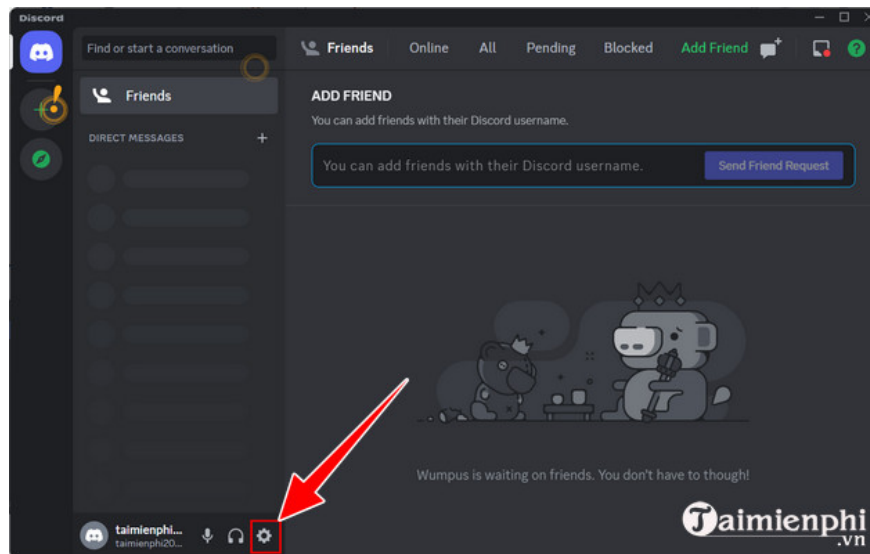 Discord
Find or start a conversation
Friends Online All Pending Blocked Add Friend
Friends
DIRECT MESSAGES
ADD FRIEND
You can add friends with their Discord username.
You can add friends with their Discord username. Send Friend Request
Wumpus is waiting on friends. You don't have to though!
taimienphi...
taimienphi20...
Taimienphi
.vn